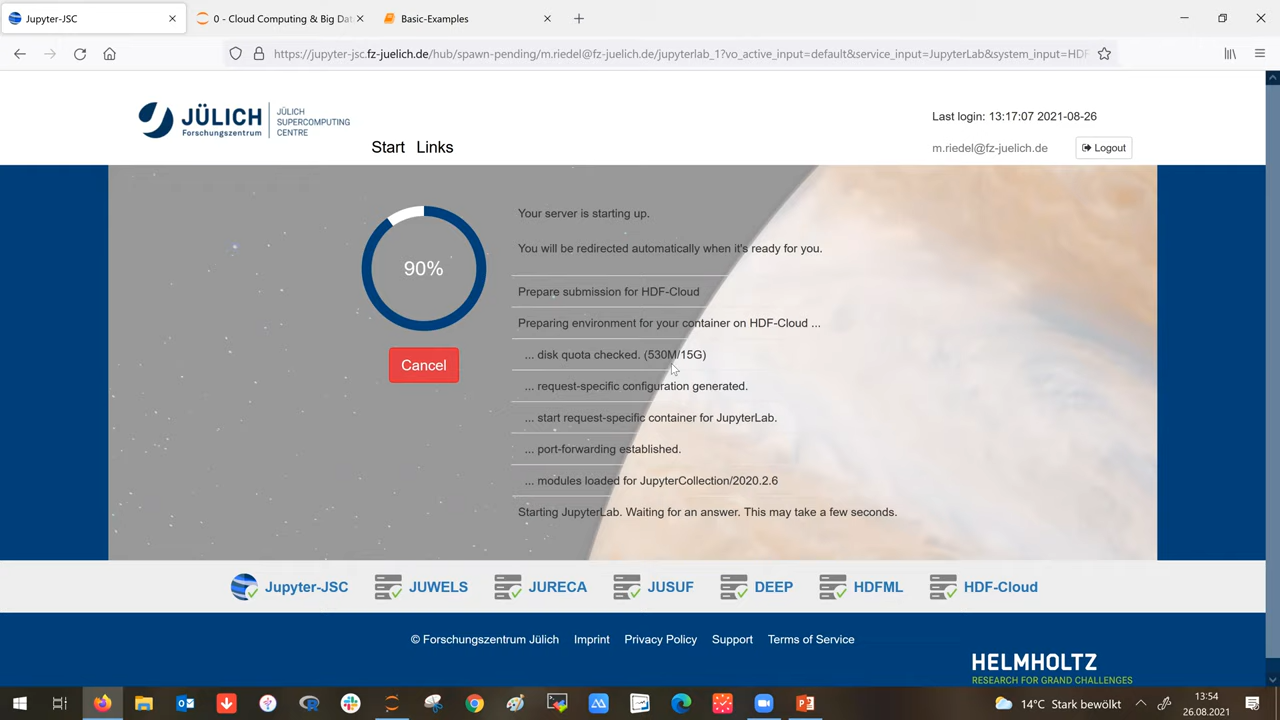 Jupyter-JSC
0 - Cloud Computing & Big Da
Basic-Examples
https://jupyter-jsc.fz-juelich.de/hub/spawn-pending/m.riedel@fz-juelich.de/jupyterlab_1?vo_active_input=default&service_input=JupyterLab&system_input=HDF
JÜLICH
Forschungszentrum
JÜLICH
SUPERCOMPUTING
CENTRE
Start Links
Last login: 13:17:07 2021-08-26
m.riedel@fz-juelich.de
Logout
90%
Cancel
Your server is starting up.
You will be redirected automatically when it's ready for you.
Prepare submission for HDF-Cloud
Preparing environment for your container on HDF-Cloud ...
... disk quota checked. (530M/15G)
... request-specific configuration generated.
... start request-specific container for JupyterLab.
... port-forwarding established.
... modules loaded for JupyterCollection/2020.2.6
Starting JupyterLab. Waiting for an answer. This may take a few seconds.
Jupyter-JSC JUWELS JURECA JUSUF DEEP HDFML HDF-Cloud
© Forschungszentrum Jülich Imprint Privacy Policy Support Terms of Service
HELMHOLTZ
RESEARCH FOR GRAND CHALLENGES
14°C Stark bewölkt
13:54
26.08.2021